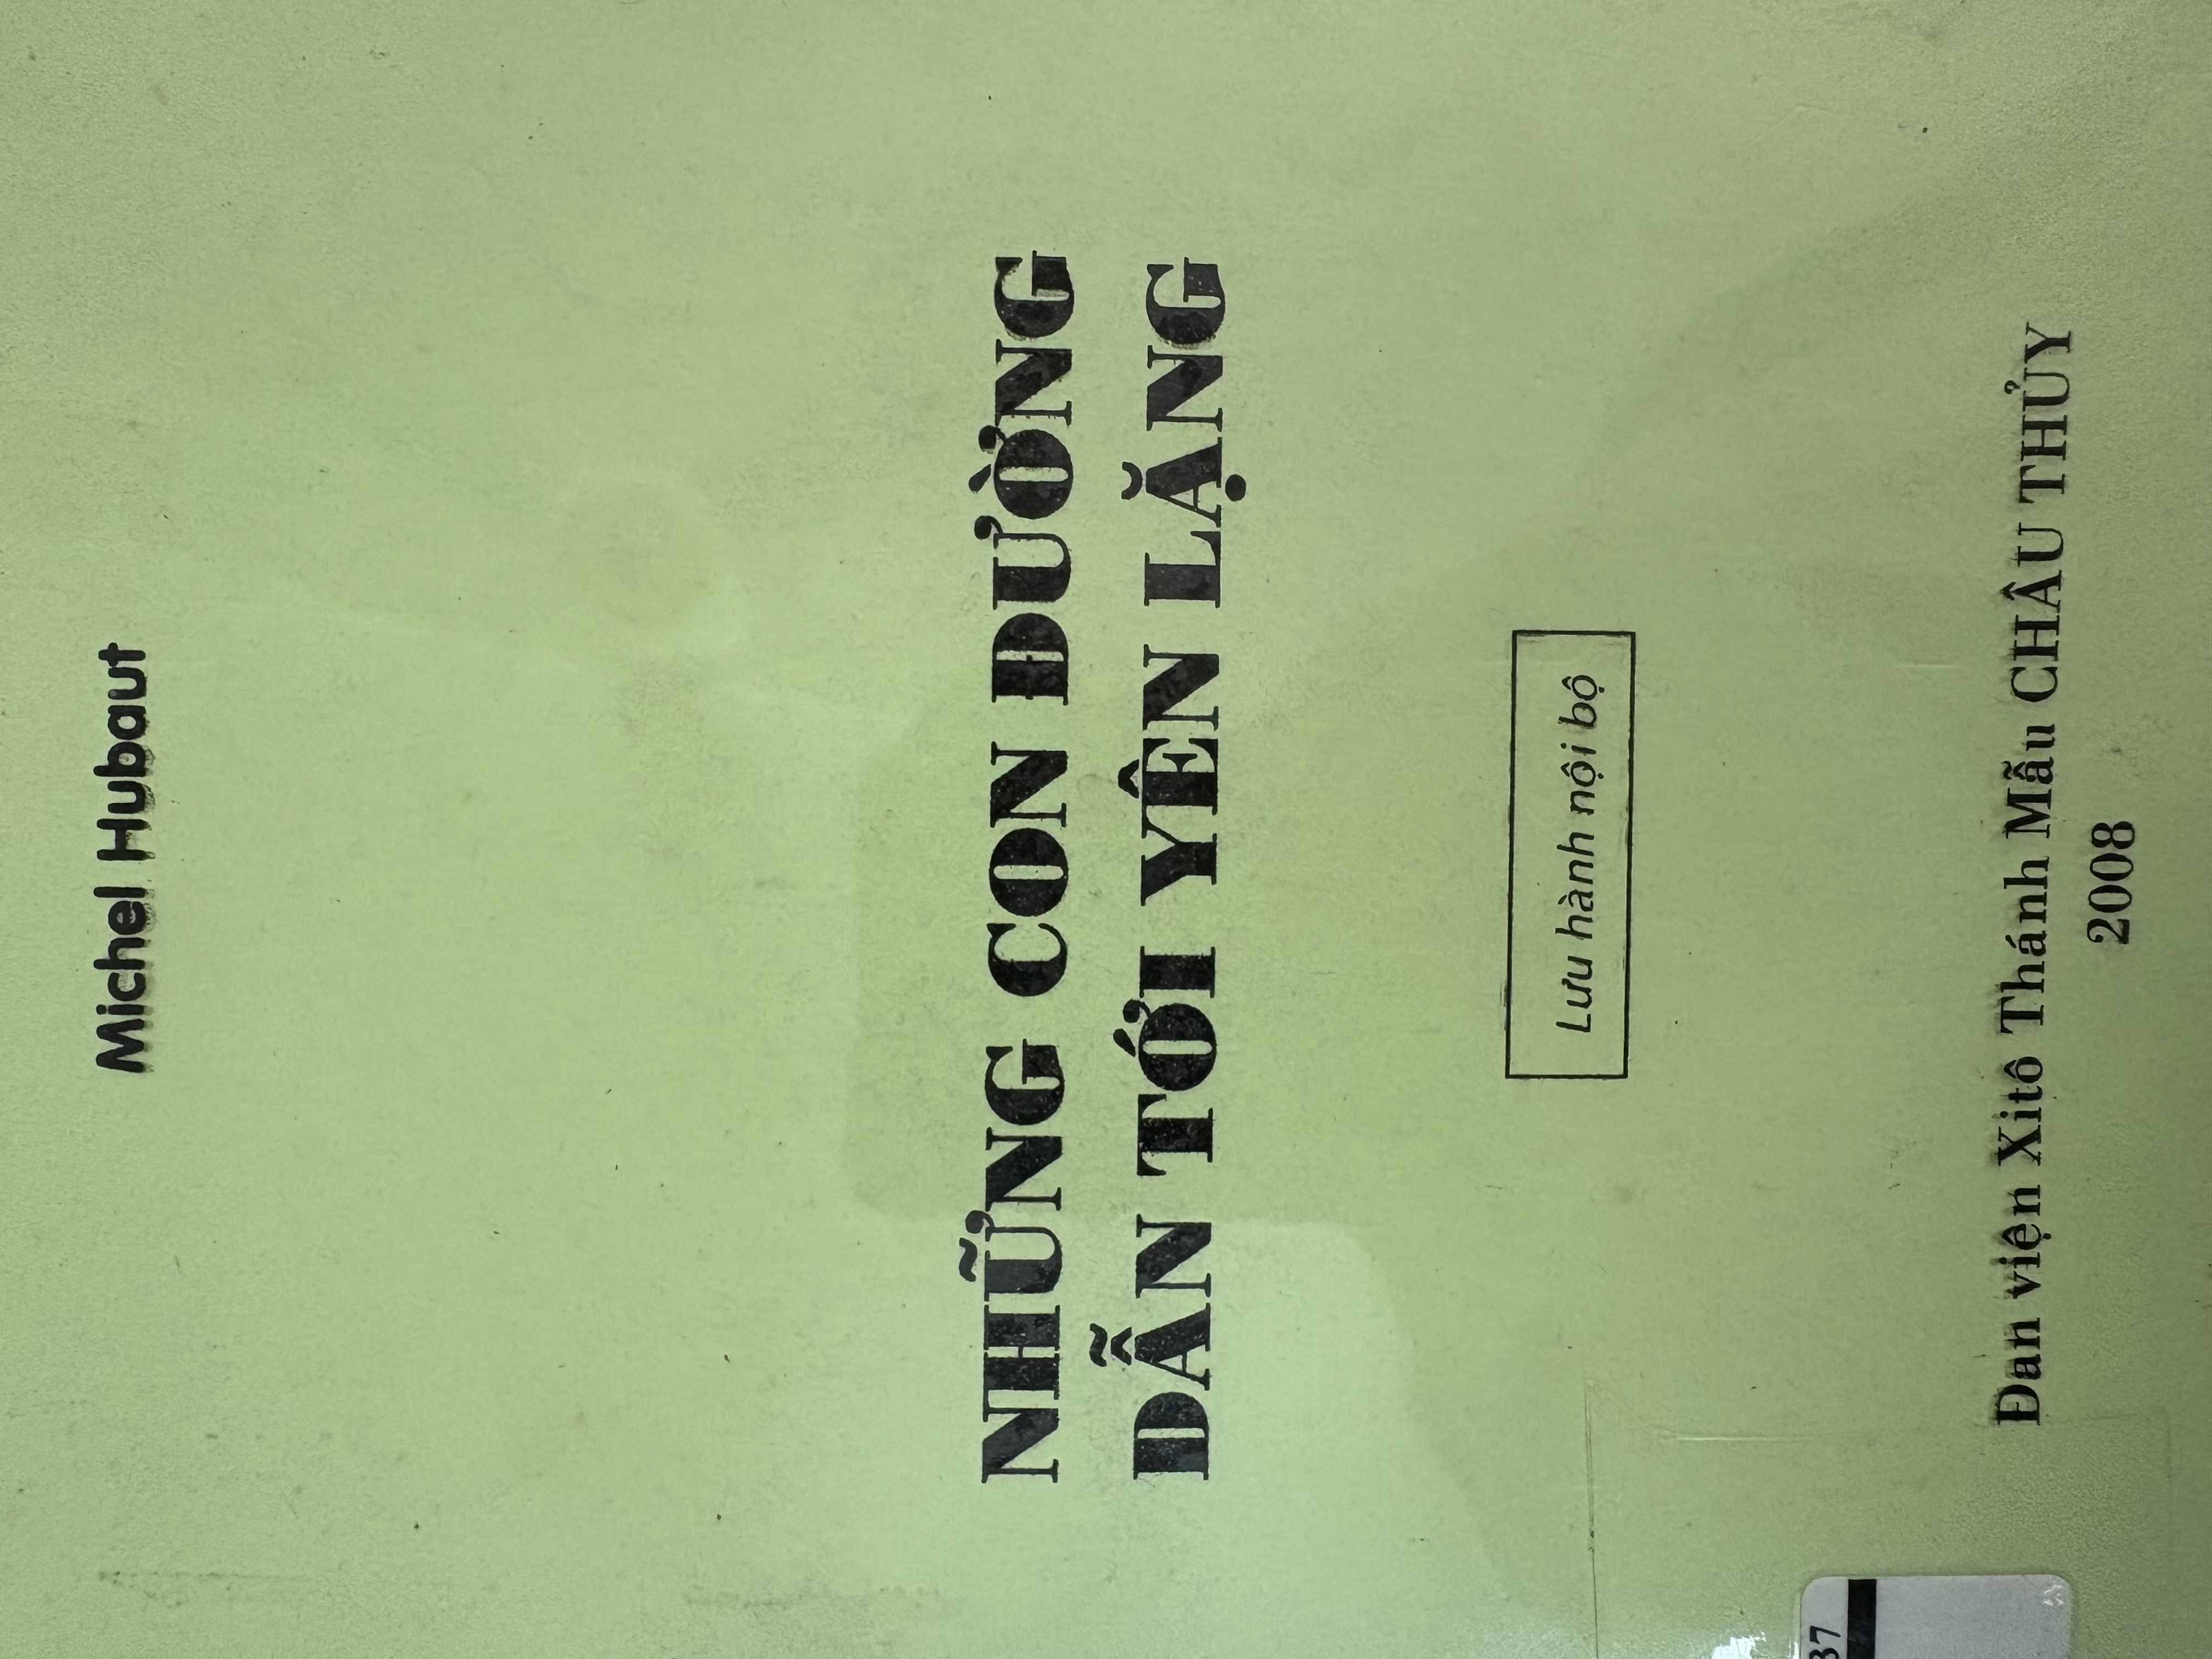 Michel Hubaut
NHỮNG CON ĐƯỜNG
DẪN TỚI YÊN LẶNG
Lưu hành nội bộ
Đan viện Xitô Thánh Mẫu CHÂU THỦY
2008
37